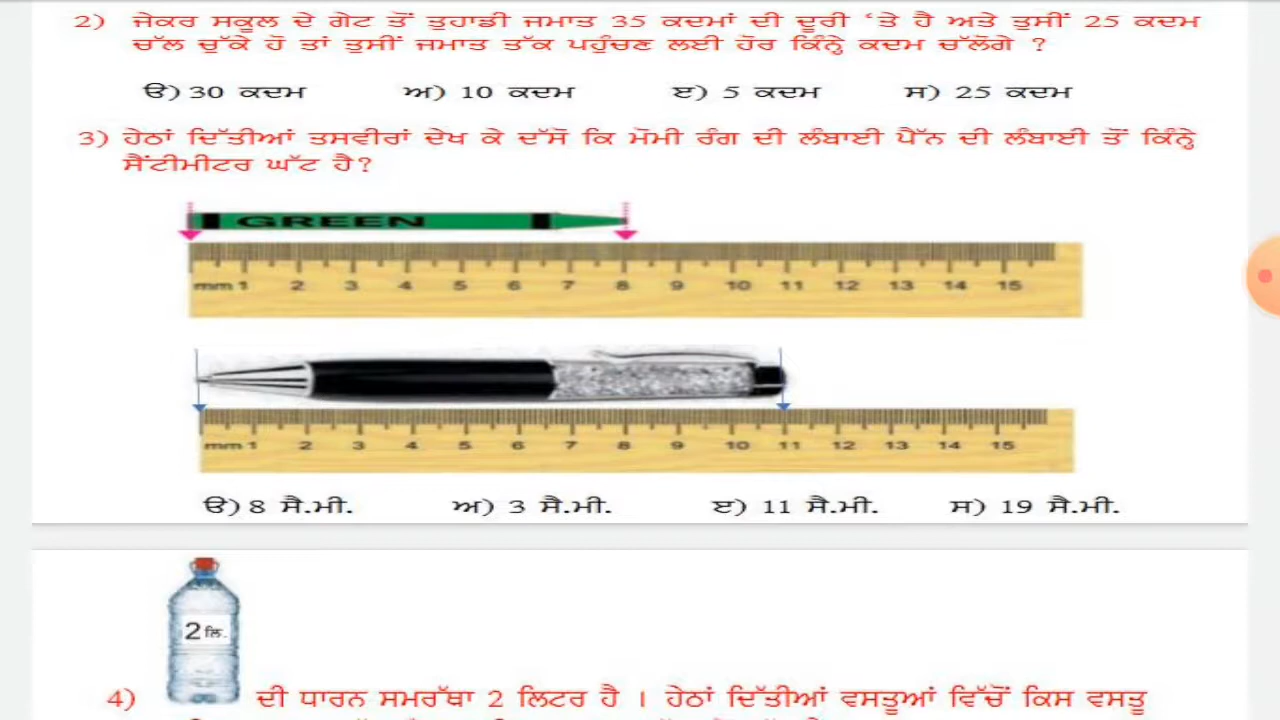 2) ਜੇਕਰ ਸਕੂਲ ਦੇ ਗੇਟ ਤੋਂ ਤੁਹਾਡੀ ਜਮਾਤ 35 ਕਦਮਾਂ ਦੀ ਦੂਰੀ ‘ਤੇ ਹੈ ਅਤੇ ਤੁਸੀਂ 25 ਕਦਮ
ਚੱਲ ਚੁੱਕੇ ਹੋ ਤਾਂ ਤੁਸੀਂ ਜਮਾਤ ਤੱਕ ਪਹੁੰਚਣ ਲਈ ਹੋਰ ਕਿੰਨ੍ਹੇ ਕਦਮ ਚੱਲੋਗੇ ?
ੳ) 30 ਕਦਮ ਅ) 10 ਕਦਮ ੲ) 5 ਕਦਮ ਸ) 25 ਕਦਮ
3) ਹੇਠਾਂ ਦਿੱਤੀਆਂ ਤਸਵੀਰਾਂ ਦੇਖ ਕੇ ਦੱਸੋ ਕਿ ਮੋਮੀ ਰੰਗ ਦੀ ਲੰਬਾਈ ਪੈੱਨ ਦੀ ਲੰਬਾਈ ਤੋਂ ਕਿੰਨ੍ਹੇ
ਸੈਂਟੀਮੀਟਰ ਘੱਟ ਹੈ?
GREEN
mm 1 2 3 4 5 6 7 8 9 10 11 12 13 14 15
mm 1 2 3 4 5 6 7 8 9 10 11 12 13 14 15
ੳ) 8 ਸੈ.ਮੀ. ਅ) 3 ਸੈ.ਮੀ. ੲ) 11 ਸੈ.ਮੀ. ਸ) 19 ਸੈ.ਮੀ.
2 ਲਿ.
4) ਦੀ ਧਾਰਨ ਸਮਰੱਥਾ 2 ਲਿਟਰ ਹੈ । ਹੇਠਾਂ ਦਿੱਤੀਆਂ ਵਸਤੂਆਂ ਵਿੱਚੋਂ ਕਿਸ ਵਸਤੂ